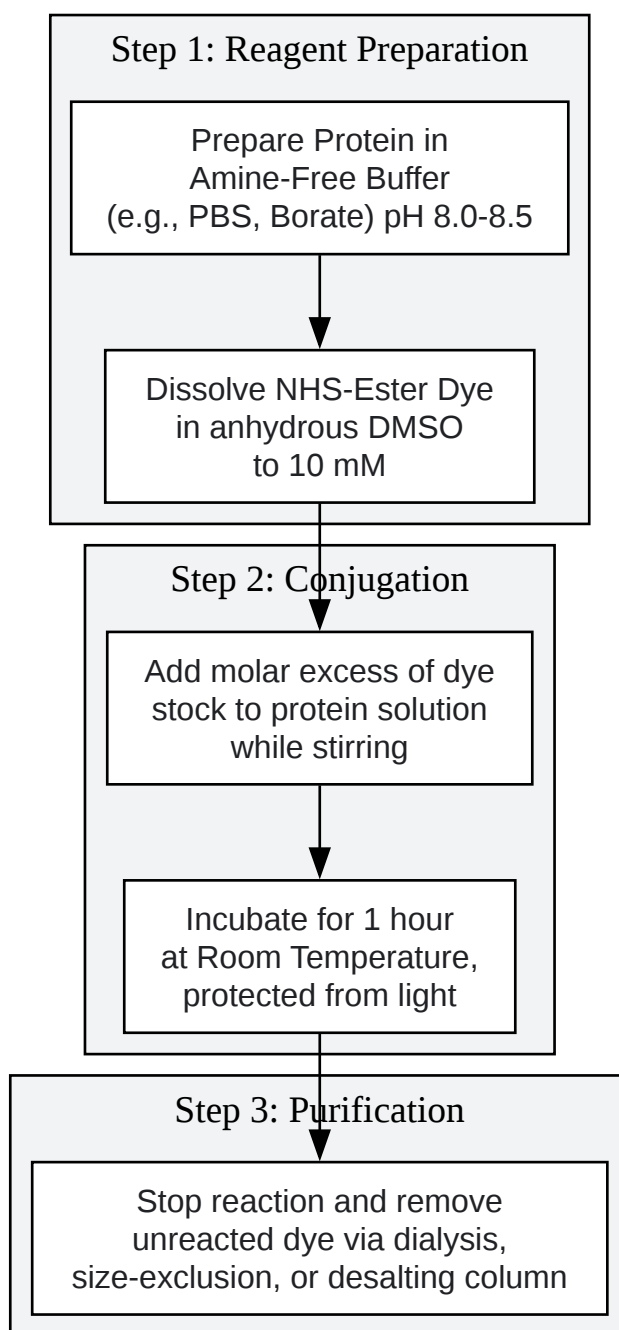 Step 1: Reagent Preparation
Prepare Protein in
Amine-Free Buffer
(e.g., PBS, Borate) pH 8.0-8.5
Dissolve NHS-Ester Dye
in anhydrous DMSO
to 10 mM
Step 2: Conjugation
Add molar excess of dye
stock to protein solution
while stirring
Incubate for 1 hour
at Room Temperature,
protected from light
Step 3: Purification
Stop reaction and remove
unreacted dye via dialysis,
size-exclusion, or desalting column